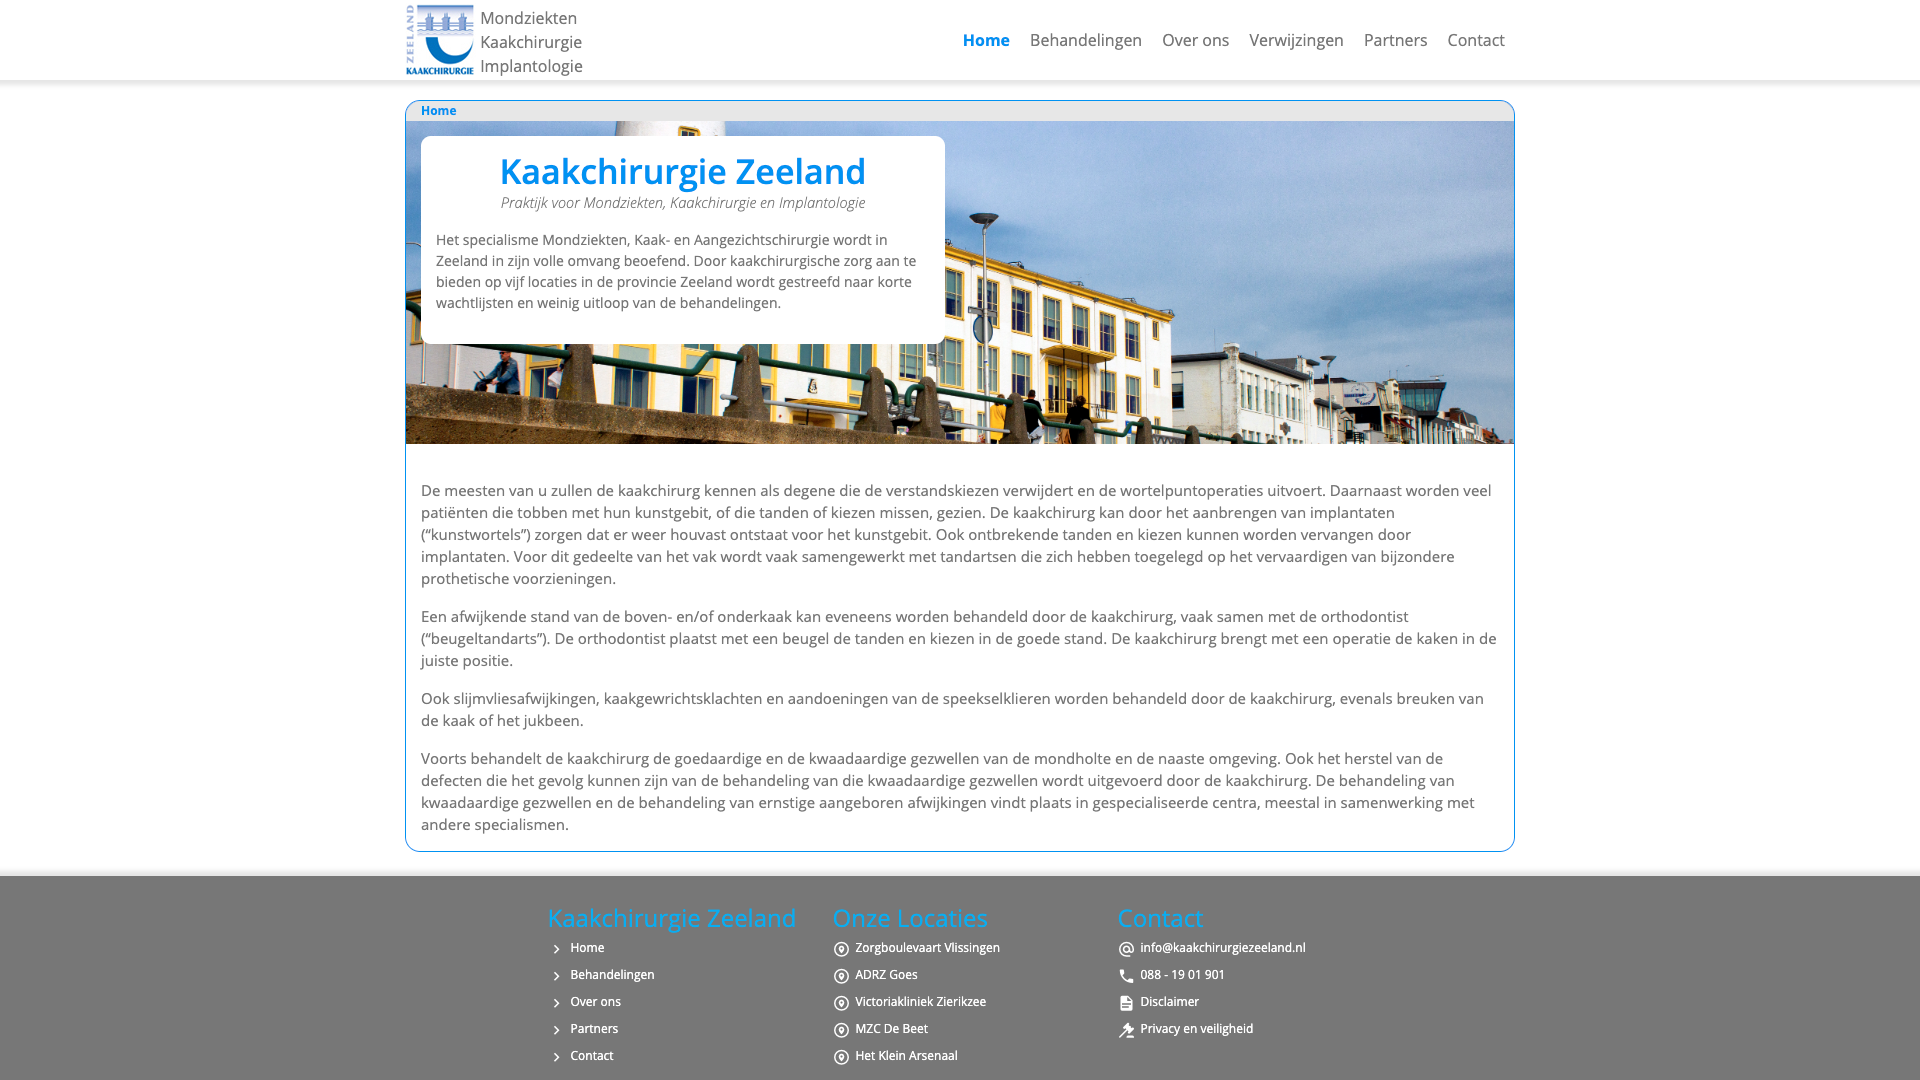 ZEELAND
KAAKCHIRURGIE
Mondziekten
Kaakchirurgie
Implantologie
Home
Behandelingen
Over ons
Verwijzingen
Partners
Contact
Home
Kaakchirurgie Zeeland
Praktijk voor Mondziekten, Kaakchirurgie en Implantologie
Het specialisme Mondziekten, Kaak- en Aangezichtschirurgie wordt in
Zeeland in zijn volle omvang beoefend. Door kaakchirurgische zorg aan te
bieden op vijf locaties in de provincie Zeeland wordt gestreefd naar korte
wachtlijsten en weinig uitloop van de behandelingen.
De meesten van u zullen de kaakchirurg kennen als degene die de verstandskiezen verwijdert en de wortelpuntoperaties uitvoert. Daarnaast worden veel
patiënten die tobben met hun kunstgebit, of die tanden of kiezen missen, gezien. De kaakchirurg kan door het aanbrengen van implantaten
(“kunstwortels”) zorgen dat er weer houvast ontstaat voor het kunstgebit. Ook ontbrekende tanden en kiezen kunnen worden vervangen door
implantaten. Voor dit gedeelte van het vak wordt vaak samengewerkt met tandartsen die zich hebben toegelegd op het vervaardigen van bijzondere
prothetische voorzieningen.
Een afwijkende stand van de boven- en/of onderkaak kan eveneens worden behandeld door de kaakchirurg, vaak samen met de orthodontist
(“beugeltandarts”). De orthodontist plaatst met een beugel de tanden en kiezen in de goede stand. De kaakchirurg brengt met een operatie de kaken in de
juiste positie.
Ook slijmvliesafwijkingen, kaakgewrichtsklachten en aandoeningen van de speekselklieren worden behandeld door de kaakchirurg, evenals breuken van
de kaak of het jukbeen.
Voorts behandelt de kaakchirurg de goedaardige en de kwaadaardige gezwellen van de mondholte en de naaste omgeving. Ook het herstel van de
defecten die het gevolg kunnen zijn van de behandeling van die kwaadaardige gezwellen wordt uitgevoerd door de kaakchirurg. De behandeling van
kwaadaardige gezwellen en de behandeling van ernstige aangeboren afwijkingen vindt plaats in gespecialiseerde centra, meestal in samenwerking met
andere specialismen.
Kaakchirurgie Zeeland
Home
Behandelingen
Over ons
Partners
Contact
Onze Locaties
Zorgboulevaart Vlissingen
ADRZ Goes
Victoriakliniek Zierikzee
MZC De Beet
Het Klein Arsenaal
Contact
info@kaakchirurgiezeeland.nl
088 - 19 01 901
Disclaimer
Privacy en veiligheid